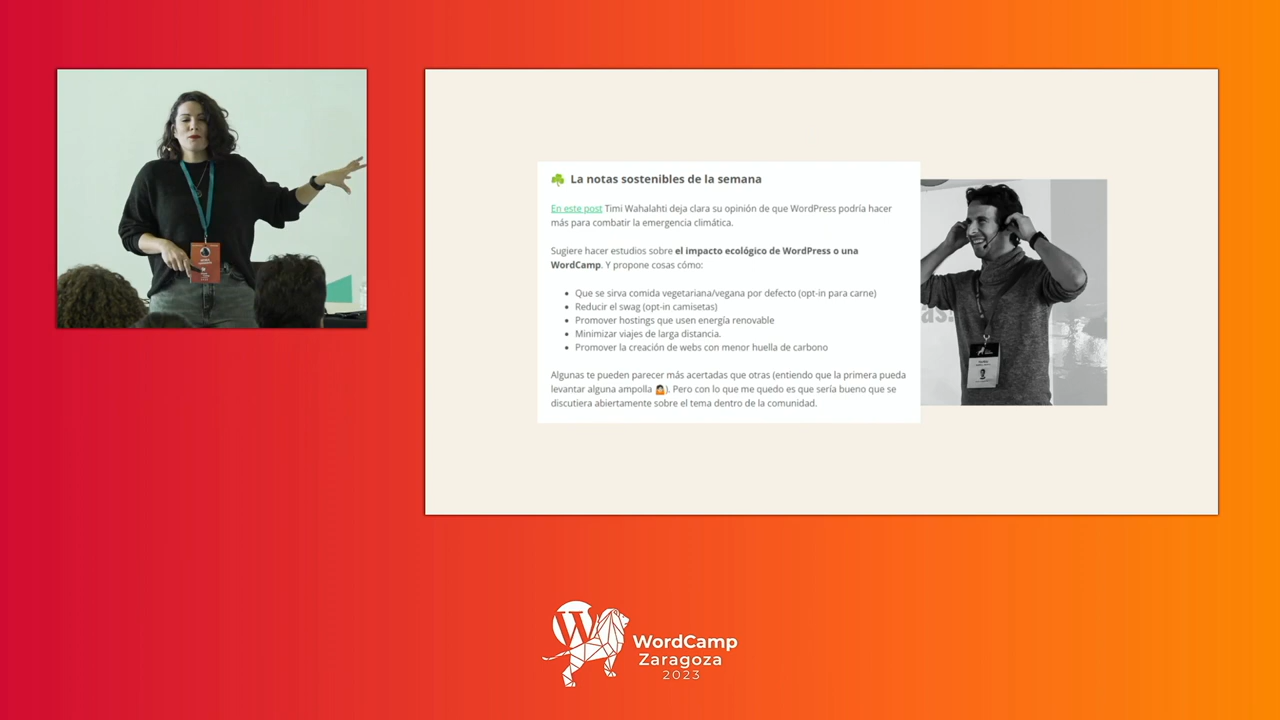 ☘ La notas sostenibles de la semana
En este post Timi Wahalahti deja clara su opinión de que WordPress podría hacer
más para combatir la emergencia climática.
Sugiere hacer estudios sobre el impacto ecológico de WordPress o una
WordCamp. Y propone cosas cómo:
• Que se sirva comida vegetariana/vegana por defecto (opt-in para carne)
• Reducir el swag (opt-in camisetas)
• Promover hostings que usen energía renovable
• Minimizar viajes de larga distancia.
• Promover la creación de webs con menor huella de carbono
Algunas te pueden parecer más acertadas que otras (entiendo que la primera pueda
levantar alguna ampolla 🤷). Pero con lo que me quedo es que sería bueno que se
discutiera abiertamente sobre el tema dentro de la comunidad.
as.
W
WordCamp
Zaragoza
2023